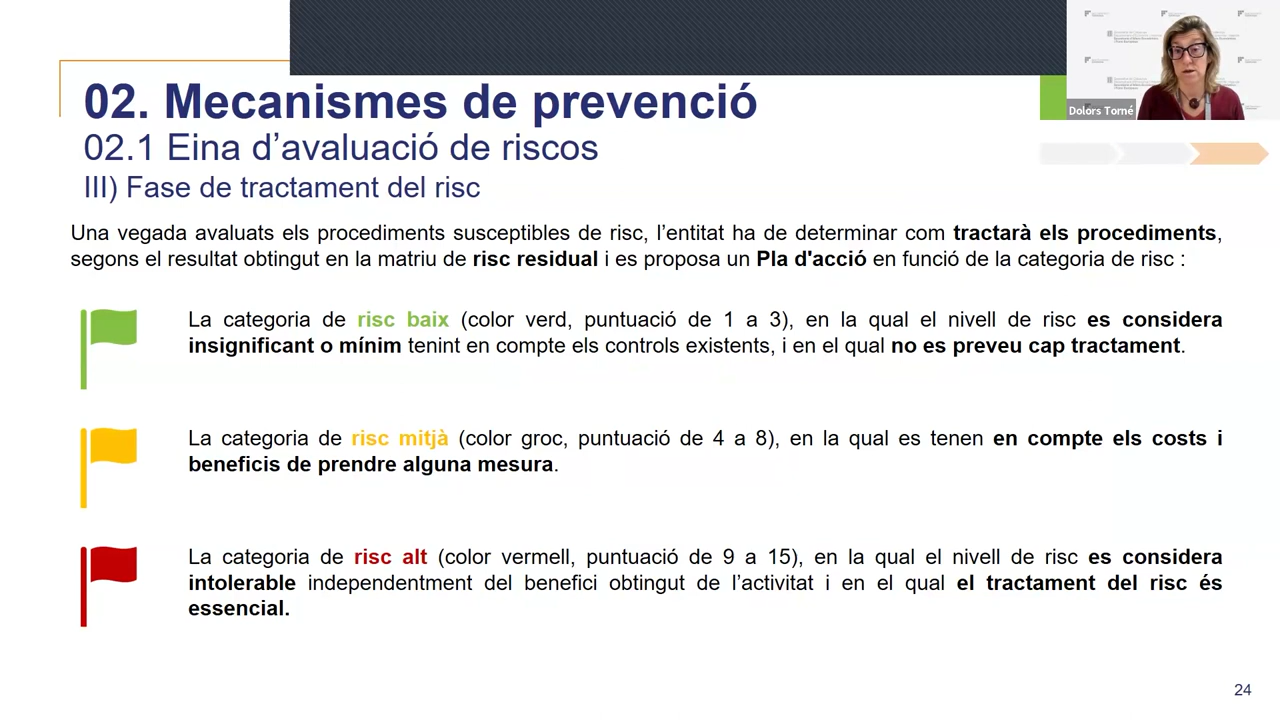 02. Mecanismes de prevenció
02.1 Eina d’avaluació de riscos
III) Fase de tractament del risc
Dolors Torné
Una vegada avaluats els procediments susceptibles de risc, l’entitat ha de determinar com tractarà els procediments,
segons el resultat obtingut en la matriu de risc residual i es proposa un Pla d'acció en funció de la categoria de risc :
La categoria de risc baix (color verd, puntuació de 1 a 3), en la qual el nivell de risc es considera
insignificant o mínim tenint en compte els controls existents, i en el qual no es preveu cap tractament.
La categoria de risc mitjà (color groc, puntuació de 4 a 8), en la qual es tenen en compte els costs i
beneficis de prendre alguna mesura.
La categoria de risc alt (color vermell, puntuació de 9 a 15), en la qual el nivell de risc es considera
intolerable independentment del benefici obtingut de l’activitat i en el qual el tractament del risc és
essencial.
24